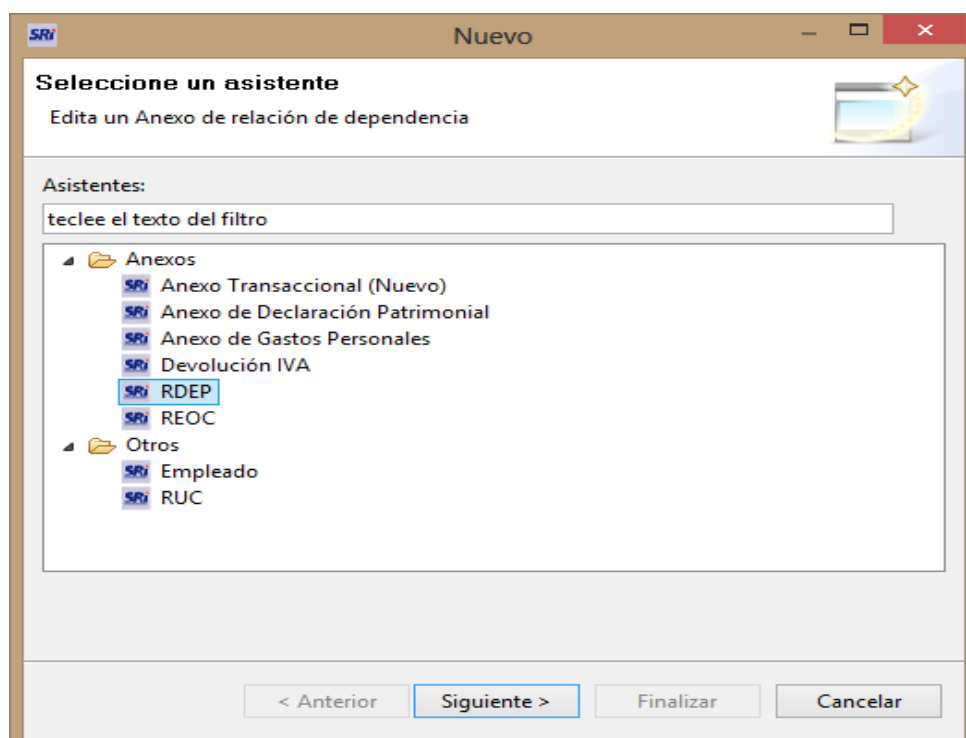 SRi Nuevo
Seleccione un asistente
Edita un Anexo de relación de dependencia
Asistentes:
teclee el texto del filtro
Anexos
SRi Anexo Transaccional (Nuevo)
SRi Anexo de Declaración Patrimonial
SRi Anexo de Gastos Personales
SRi Devolución IVA
SRi RDEP
SRi REOC
Otros
SRi Empleado
SRi RUC
< Anterior Siguiente > Finalizar Cancelar